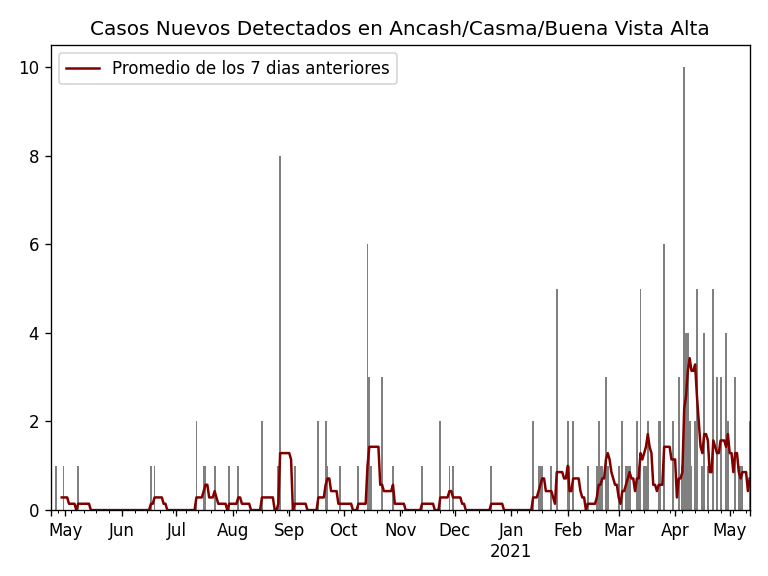 Casos Nuevos Detectados en Ancash/Casma/Buena Vista Alta
Promedio de los 7 dias anteriores
10
8
6
4
2
0
May Jun Jul Aug Sep Oct Nov Dec Jan Feb Mar Apr May
2021